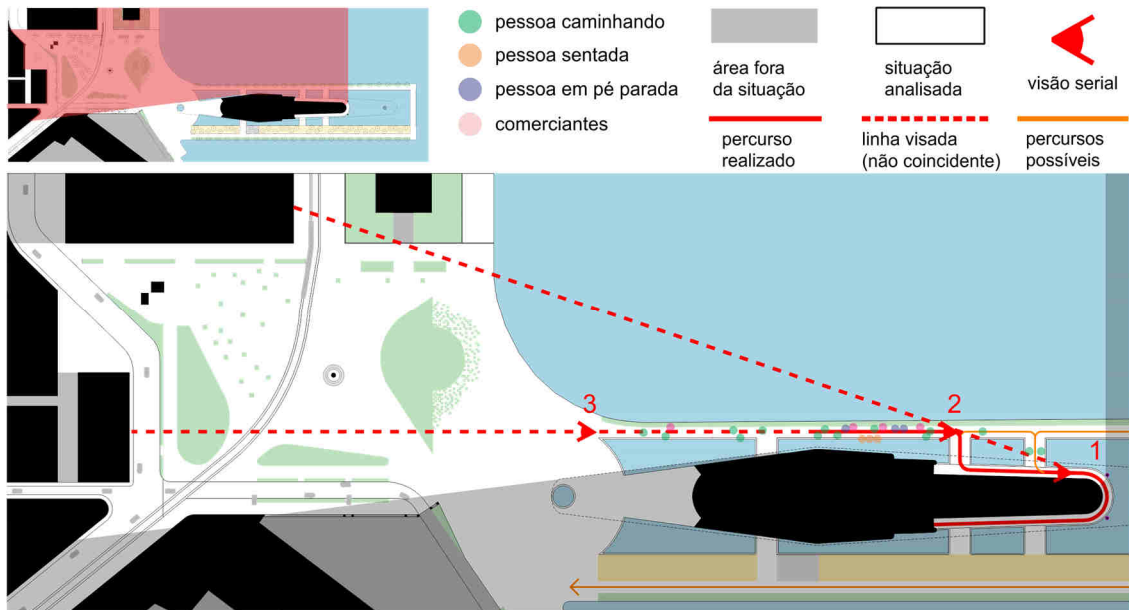 pessoa caminhando
pessoa sentada
pessoa em pé parada
comerciantes
área fora
da situação
situação
analisada
visão serial
percurso
realizado
linha visada
(não coincidente)
percursos
possíveis
3
2
1